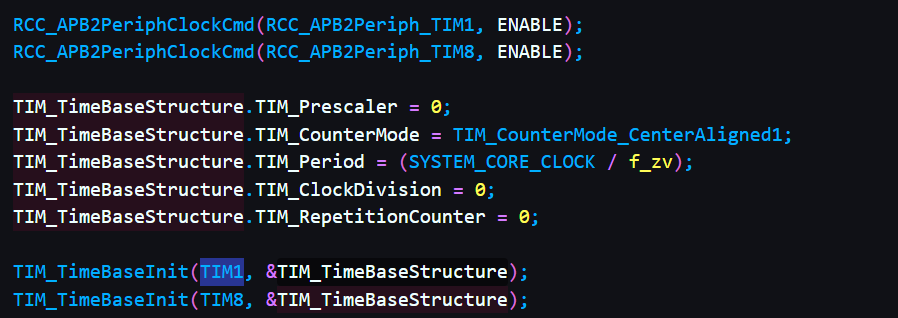 RCC_APB2PeriphClockCmd(RCC_APB2Periph_TIM1, ENABLE);
RCC_APB2PeriphClockCmd(RCC_APB2Periph_TIM8, ENABLE);
TIM_TimeBaseStructure.TIM_Prescaler = 0;
TIM_TimeBaseStructure.TIM_CounterMode = TIM_CounterMode_CenterAligned1;
TIM_TimeBaseStructure.TIM_Period = (SYSTEM_CORE_CLOCK / f_zv);
TIM_TimeBaseStructure.TIM_ClockDivision = 0;
TIM_TimeBaseStructure.TIM_RepetitionCounter = 0;
TIM_TimeBaseInit(TIM1, &TIM_TimeBaseStructure);
TIM_TimeBaseInit(TIM8, &TIM_TimeBaseStructure);